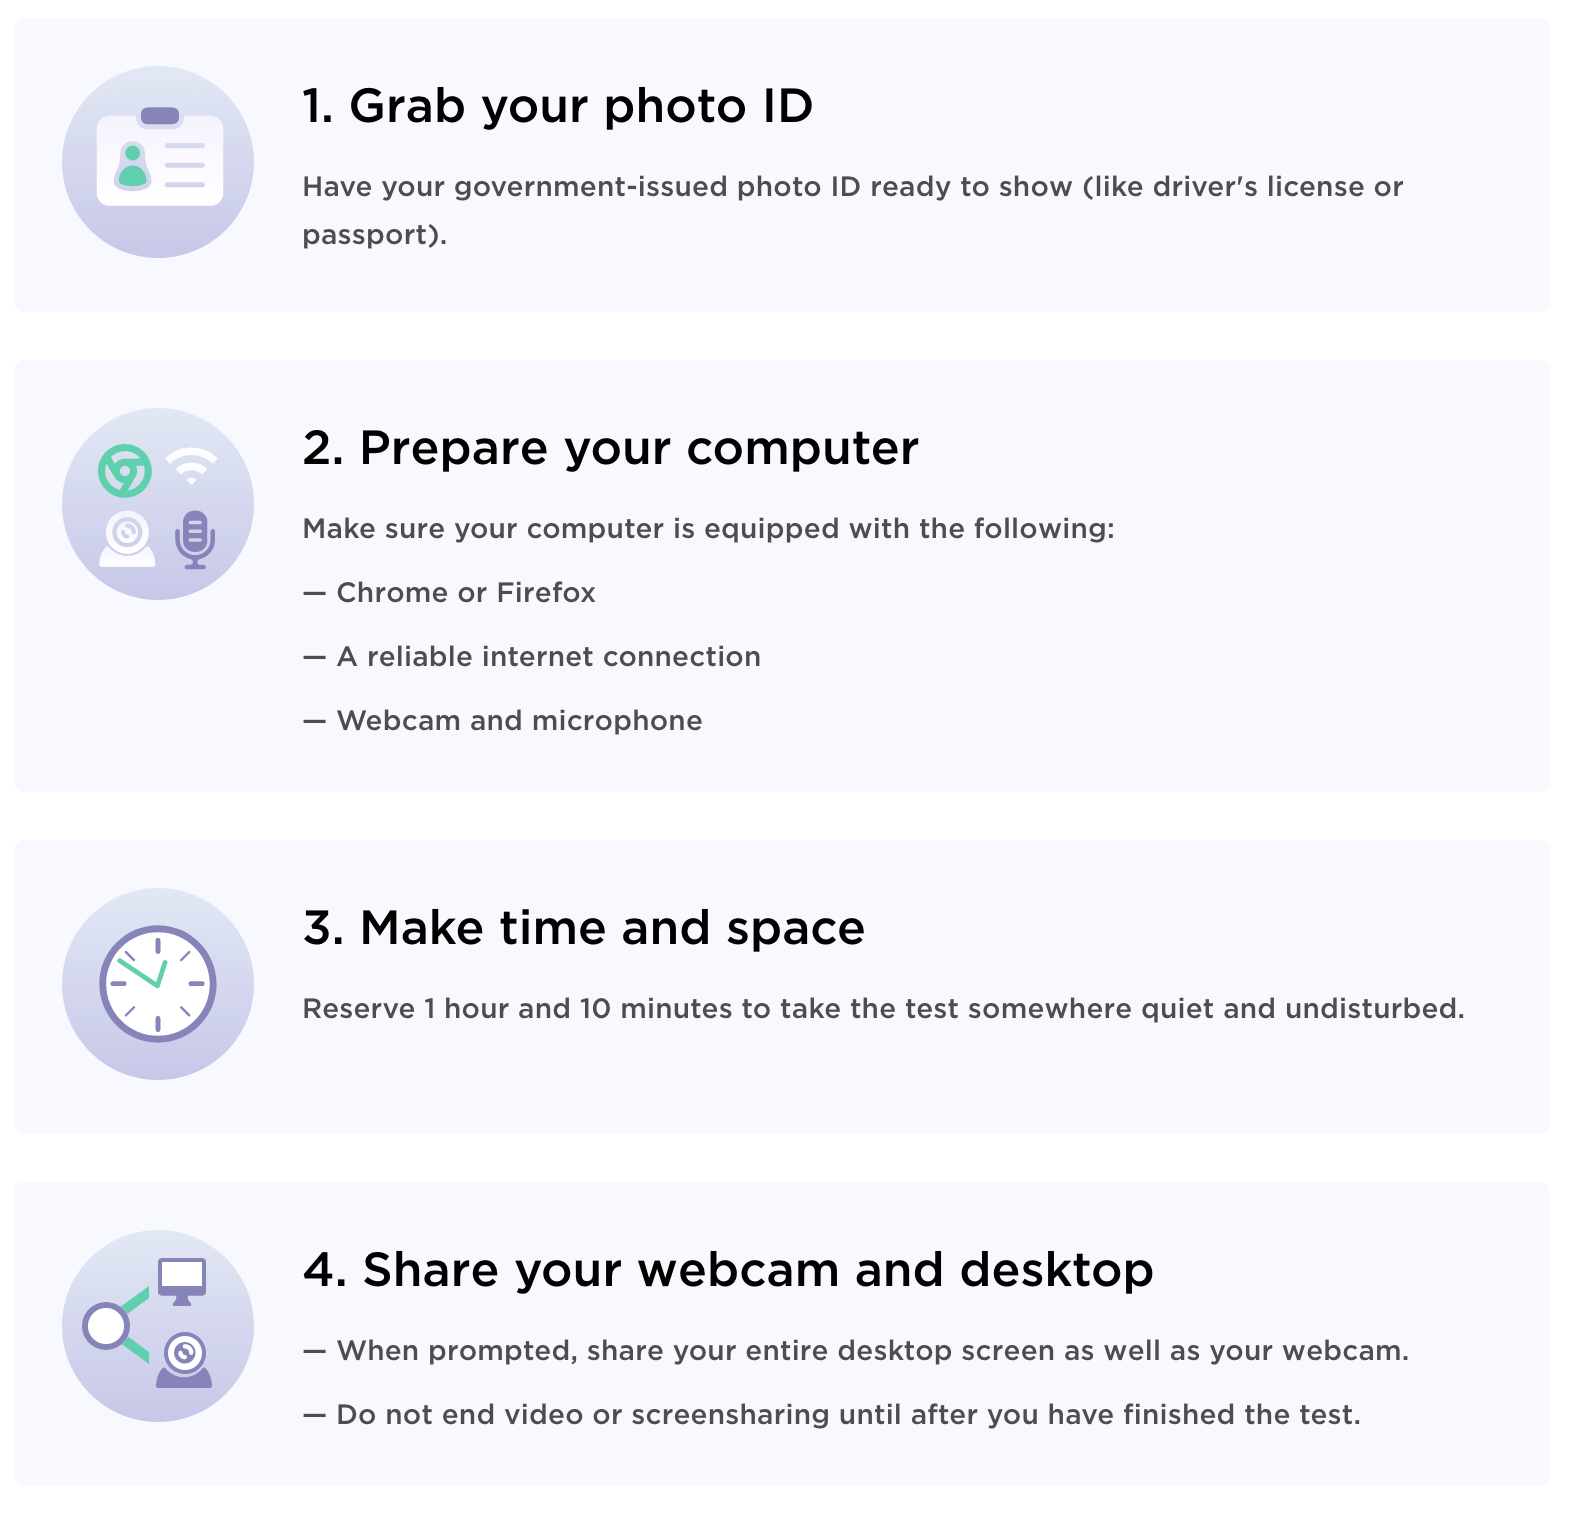 1. Grab your photo ID
Have your government-issued photo ID ready to show (like driver's license or
passport).
2. Prepare your computer
Make sure your computer is equipped with the following:
— Chrome or Firefox
— A reliable internet connection
— Webcam and microphone
3. Make time and space
Reserve 1 hour and 10 minutes to take the test somewhere quiet and undisturbed.
4. Share your webcam and desktop
— When prompted, share your entire desktop screen as well as your webcam.
— Do not end video or screensharing until after you have finished the test.